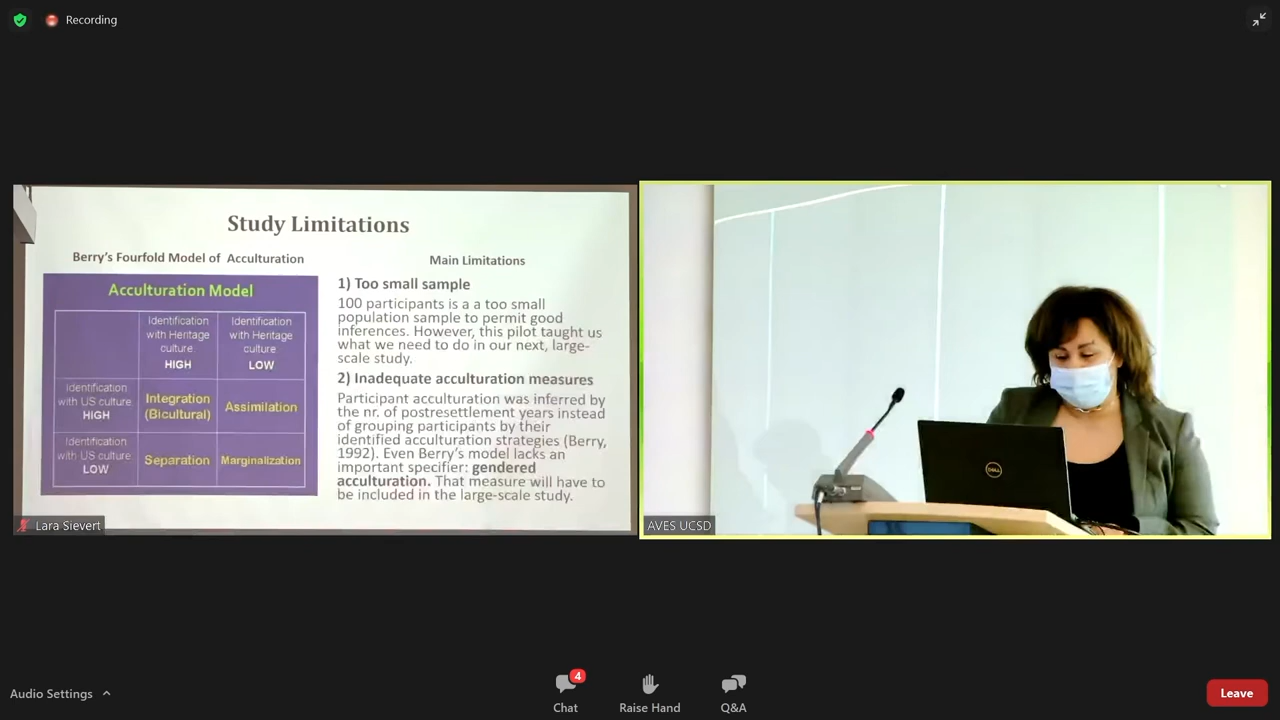 Recording
Study Limitations
Berry's Fourfold Model of Acculturation
Acculturation Model
Identification
with Heritage
culture:
HIGH
Identification
with Heritage
culture:
LOW
Identification
with US culture:
HIGH
Integration
(Bicultural)
Assimilation
Identification
with US culture:
LOW
Separation
Marginalization
Main Limitations
1) Too small sample
100 participants is a a too small
population sample to permit good
inferences. However, this pilot taught us
what we need to do in our next, large-
scale study.
2) Inadequate acculturation measures
Participant acculturation was inferred by
the nr. of postresettlement years instead
of grouping participants by their
identified acculturation strategies (Berry,
1992). Even Berry's model lacks an
important specifier: gendered
acculturation. That measure will have to
be included in the large-scale study.
Lara Sievert
DELL
AVES UCSD
Audio Settings
4
Chat
Raise Hand
Q&A
Leave